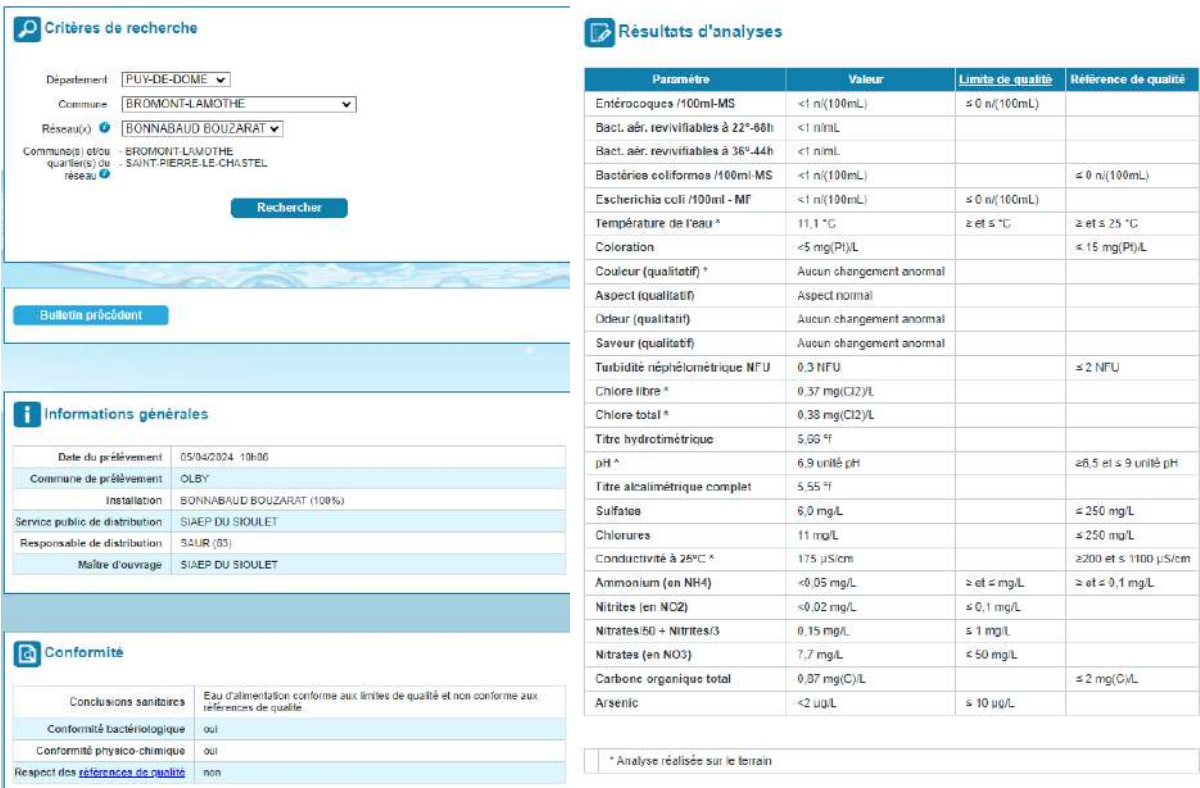 Critères de recherche
Département PUY-DE-DOME
Commune BROMONT-LAMOTHE
Réseau(x) BONNABAUD BOUZARAT
Commune(s) et/ou quartier(s) du réseau - BROMONT-LAMOTHE
- SAINT-PIERRE-LE-CHASTEL
Rechercher
Bulletin précédent
Informations générales
Date du prélèvement 05/04/2024 10h06
Commune de prélèvement OLBY
Installation BONNABAUD BOUZARAT (100%)
Service public de distribution SIAEP DU SIOULET
Responsable de distribution SAUR (63)
Maître d'ouvrage SIAEP DU SIOULET
Conformité
Conclusions sanitaires Eau d'alimentation conforme aux limites de qualité et non conforme aux
références de qualité
Conformité bactériologique oui
Conformité physico-chimique oui
Respect des références de qualité non
Résultats d'analyses
Paramètre Valeur Limite de qualité Référence de qualité
Entérocoques /100ml-MS <1 n/(100mL) ≤ 0 n/(100mL)
Bact. aér. revivifiables à 22°-68h <1 n/mL
Bact. aér. revivifiables à 36°-44h <1 n/mL
Bactéries coliformes /100ml-MS <1 n/(100mL) ≤ 0 n/(100mL)
Escherichia coli /100ml - MF <1 n/(100mL) ≤ 0 n/(100mL)
Température de l'eau * 11,1 °C ≥ et ≤ °C ≥ et ≤ 25 °C
Coloration <5 mg(Pt)/L ≤ 15 mg(Pt)/L
Couleur (qualitatif) * Aucun changement anormal
Aspect (qualitatif) Aspect normal
Odeur (qualitatif) Aucun changement anormal
Saveur (qualitatif) Aucun changement anormal
Turbidité néphélométrique NFU 0,3 NFU ≤ 2 NFU
Chlore libre * 0,37 mg(Cl2)/L
Chlore total * 0,38 mg(Cl2)/L
Titre hydrotimétrique 5,66 °f
pH * 6,9 unité pH ≥6,5 et ≤ 9 unité pH
Titre alcalimétrique complet 5,55 °f
Sulfates 6,0 mg/L ≤ 250 mg/L
Chlorures 11 mg/L ≤ 250 mg/L
Conductivité à 25°C * 175 µS/cm ≥200 et ≤ 1100 µS/cm
Ammonium (en NH4) <0,05 mg/L ≥ et ≤ mg/L ≥ et ≤ 0,1 mg/L
Nitrites (en NO2) <0,02 mg/L ≤ 0,1 mg/L
Nitrates/50 + Nitrites/3 0,15 mg/L ≤ 1 mg/L
Nitrates (en NO3) 7,7 mg/L ≤ 50 mg/L
Carbone organique total 0,87 mg(C)/L ≤ 2 mg(C)/L
Arsenic <2 µg/L ≤ 10 µg/L
* Analyse réalisée sur le terrain